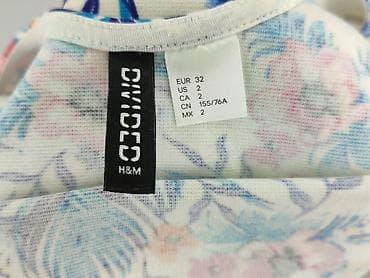 DIVIDED
H&M
EUR 32
US 2
CA 2
CN 155/76A
MX 2